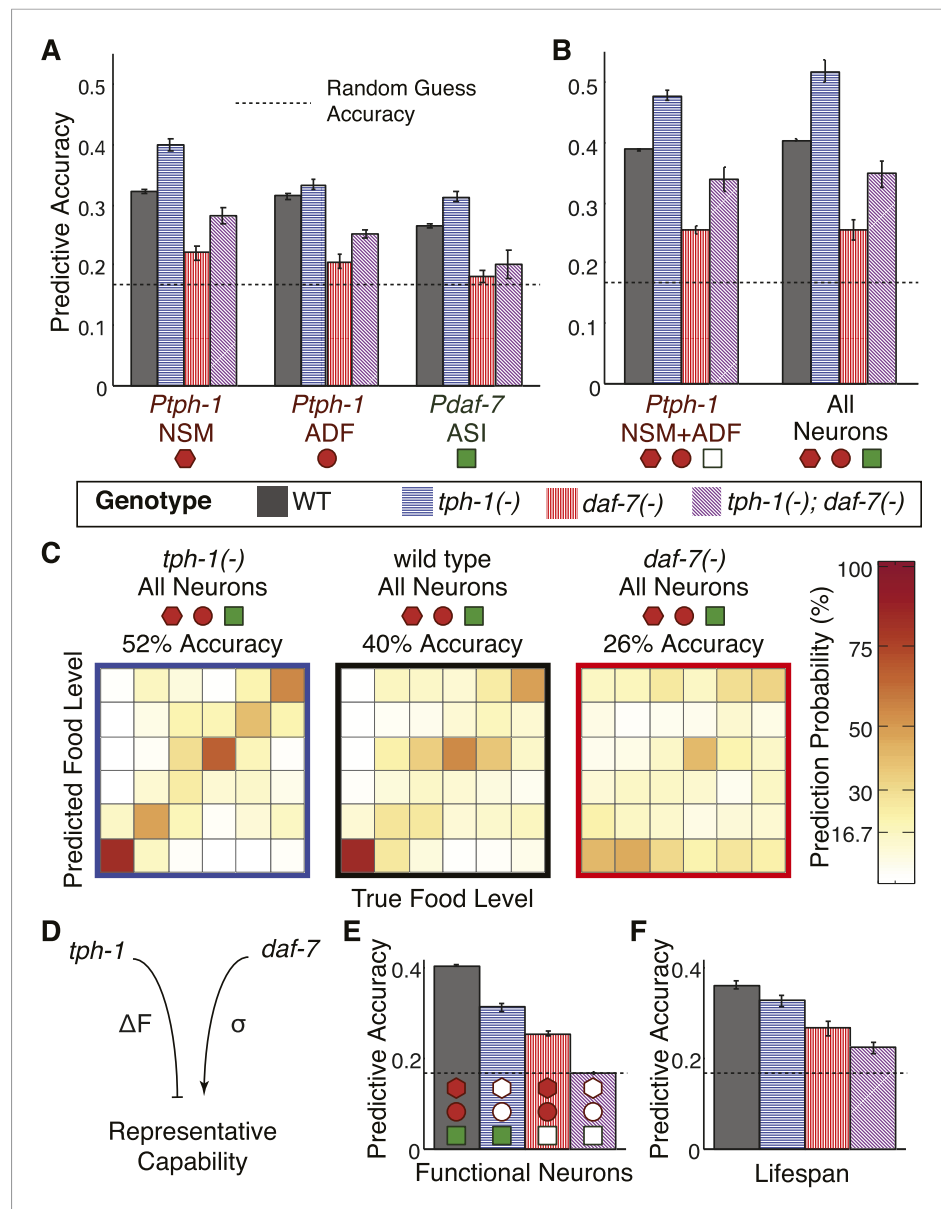 A
B
0.5
0.4
0.3
0.2
0.1
0
Predictive Accuracy
Random Guess
Accuracy
0.5
0.4
0.3
0.2
0.1
0
Ptph-1
NSM
Ptph-1
ADF
Pdaf-7
ASI
Ptph-1
NSM+ADF
All
Neurons
Genotype WT tph-1(-) daf-7(-) tph-1(-); daf-7(-)
C
tph-1(-)
All Neurons
52% Accuracy
wild type
All Neurons
40% Accuracy
daf-7(-)
All Neurons
26% Accuracy
Predicted Food Level
True Food Level
100
75
50
30
16.7
Prediction Probability (%)
D
tph-1
daf-7
ΔF
σ
Representative
Capability
E
Predictive Accuracy
0.4
0.2
0
Functional Neurons
F
Predictive Accuracy
0.4
0.2
0
Lifespan